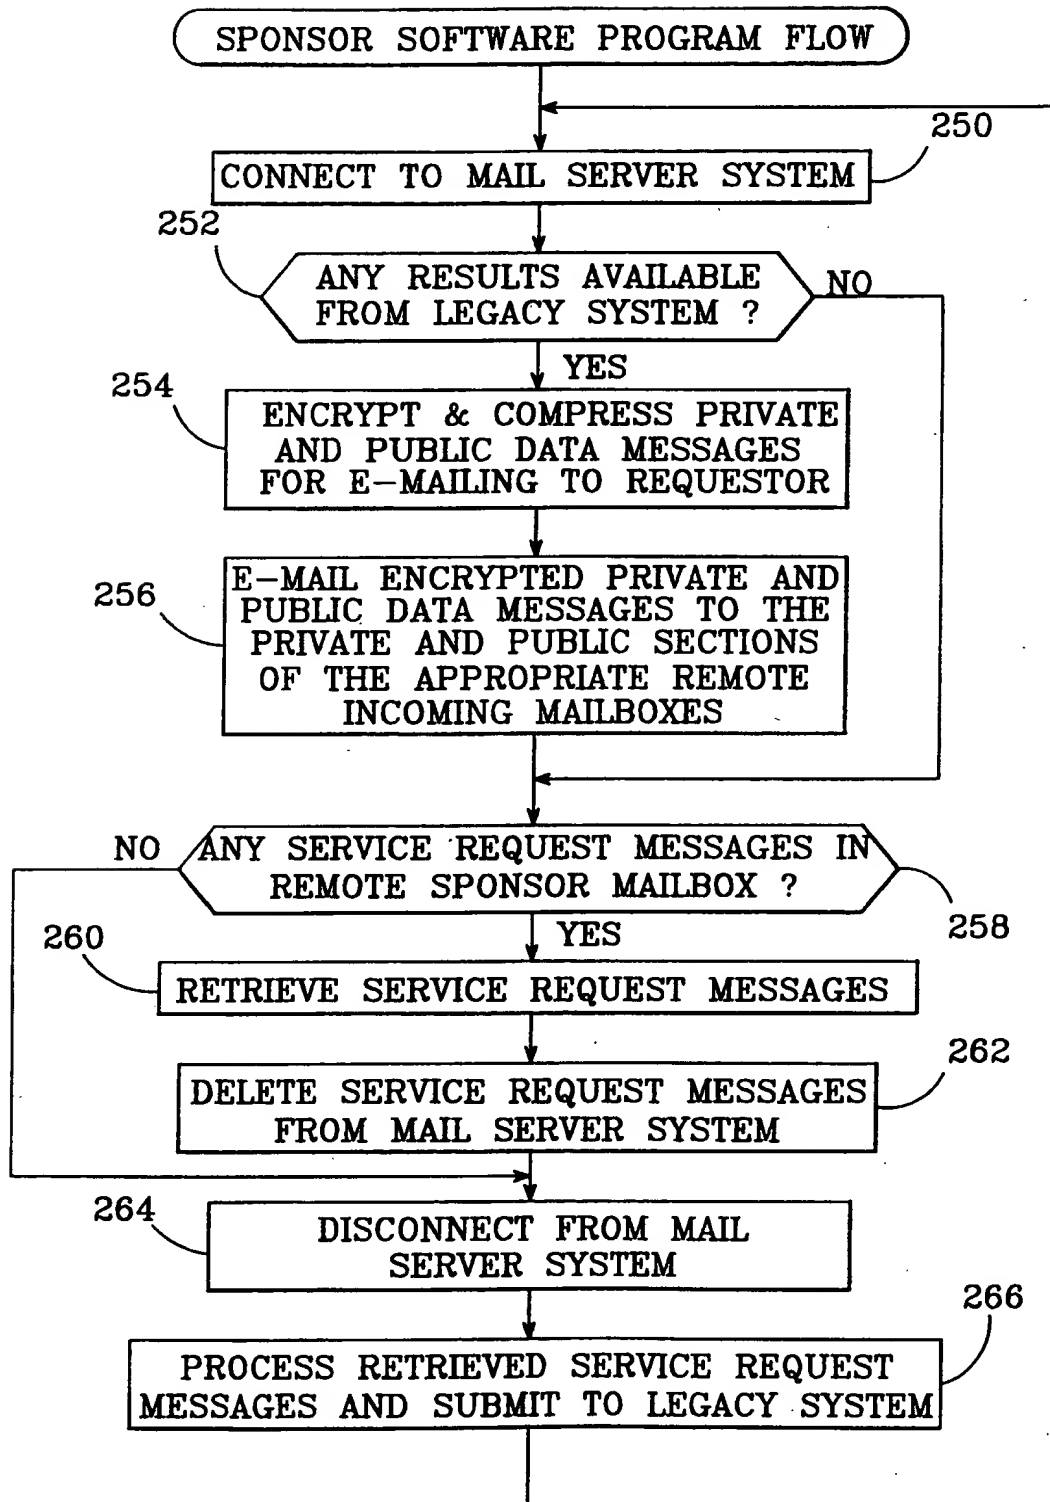 SPONSOR SOFTWARE PROGRAM FLOW
250
CONNECT TO MAIL SERVER SYSTEM
252
ANY RESULTS AVAILABLE
FROM LEGACY SYSTEM ?
NO
YES
254
ENCRYPT & COMPRESS PRIVATE
AND PUBLIC DATA MESSAGES
FOR E-MAILING TO REQUESTOR
256
E-MAIL ENCRYPTED PRIVATE AND
PUBLIC DATA MESSAGES TO THE
PRIVATE AND PUBLIC SECTIONS
OF THE APPROPRIATE REMOTE
INCOMING MAILBOXES
NO
ANY SERVICE REQUEST MESSAGES IN
REMOTE SPONSOR MAILBOX ?
258
YES
260
RETRIEVE SERVICE REQUEST MESSAGES
262
DELETE SERVICE REQUEST MESSAGES
FROM MAIL SERVER SYSTEM
264
DISCONNECT FROM MAIL
SERVER SYSTEM
266
PROCESS RETRIEVED SERVICE REQUEST
MESSAGES AND SUBMIT TO LEGACY SYSTEM